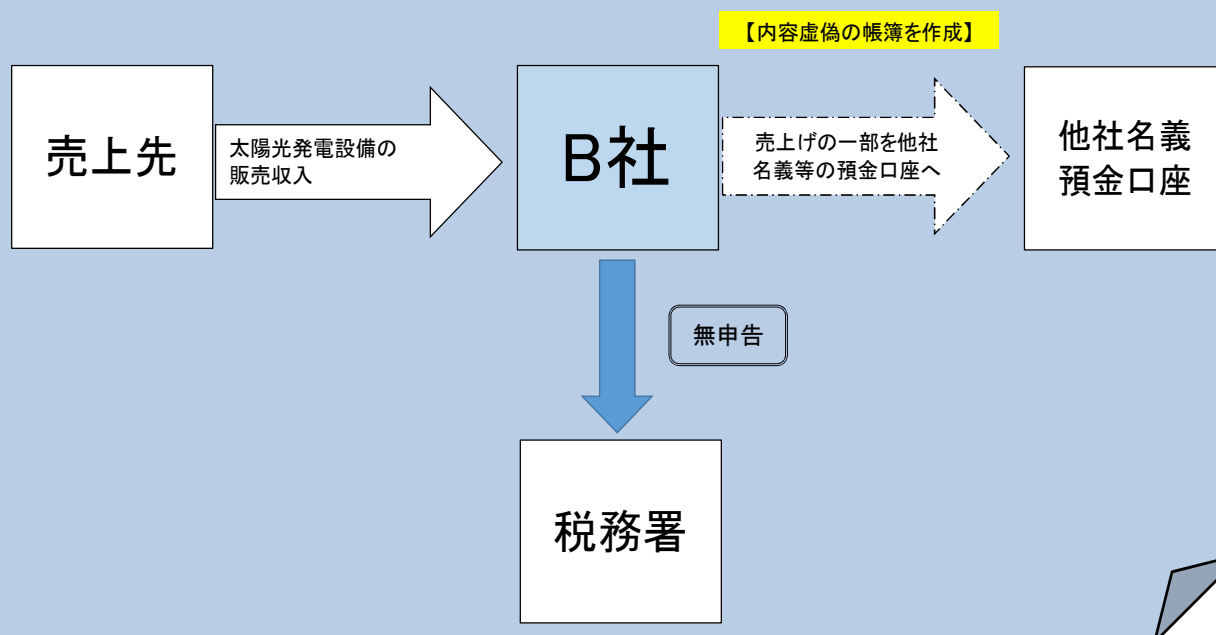 【内容虚偽の帳簿を作成】
売上先
太陽光発電設備の
販売収入
B社
売上げの一部を他社
名義等の預金口座へ
他社名義
預金口座
無申告
税務署